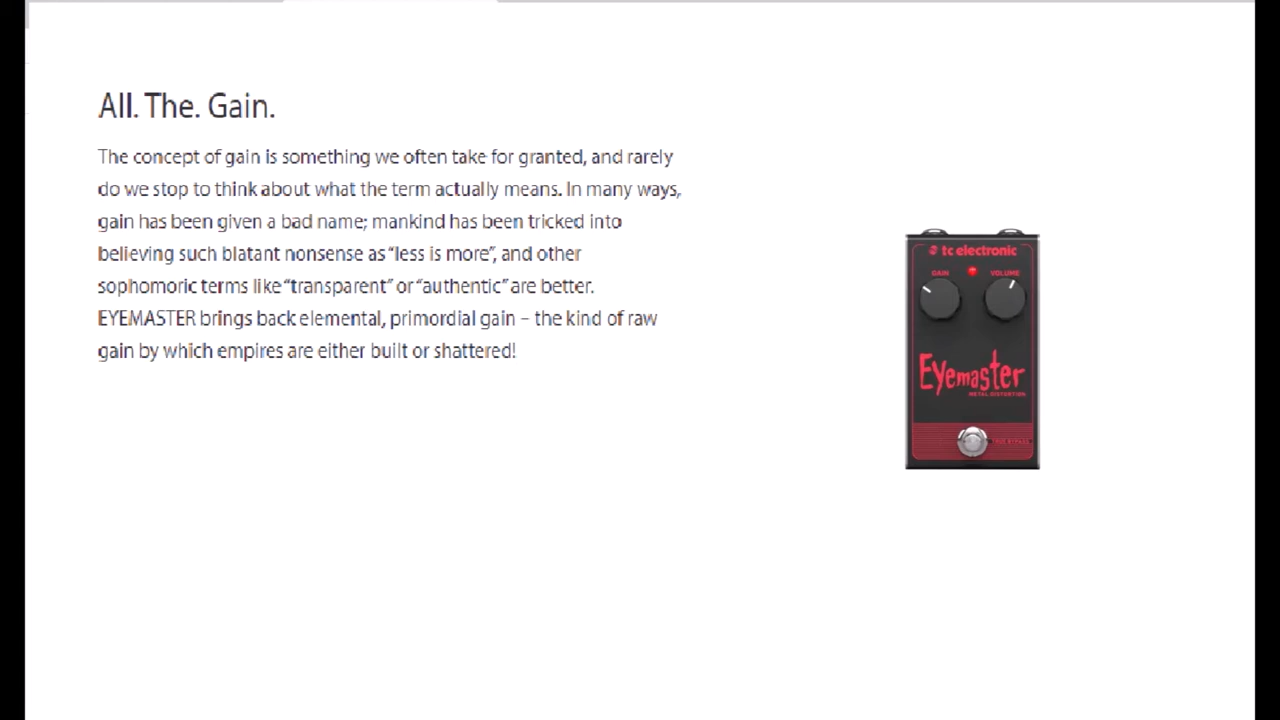 All. The. Gain.
The concept of gain is something we often take for granted, and rarely
do we stop to think about what the term actually means. In many ways,
gain has been given a bad name; mankind has been tricked into
believing such blatant nonsense as “less is more”, and other
sophomoric terms like “transparent” or “authentic” are better.
EYEMASTER brings back elemental, primordial gain – the kind of raw
gain by which empires are either built or shattered!
tc electronic
GAIN VOLUME
Eyemaster
METAL DISTORTION
TRUE BYPASS